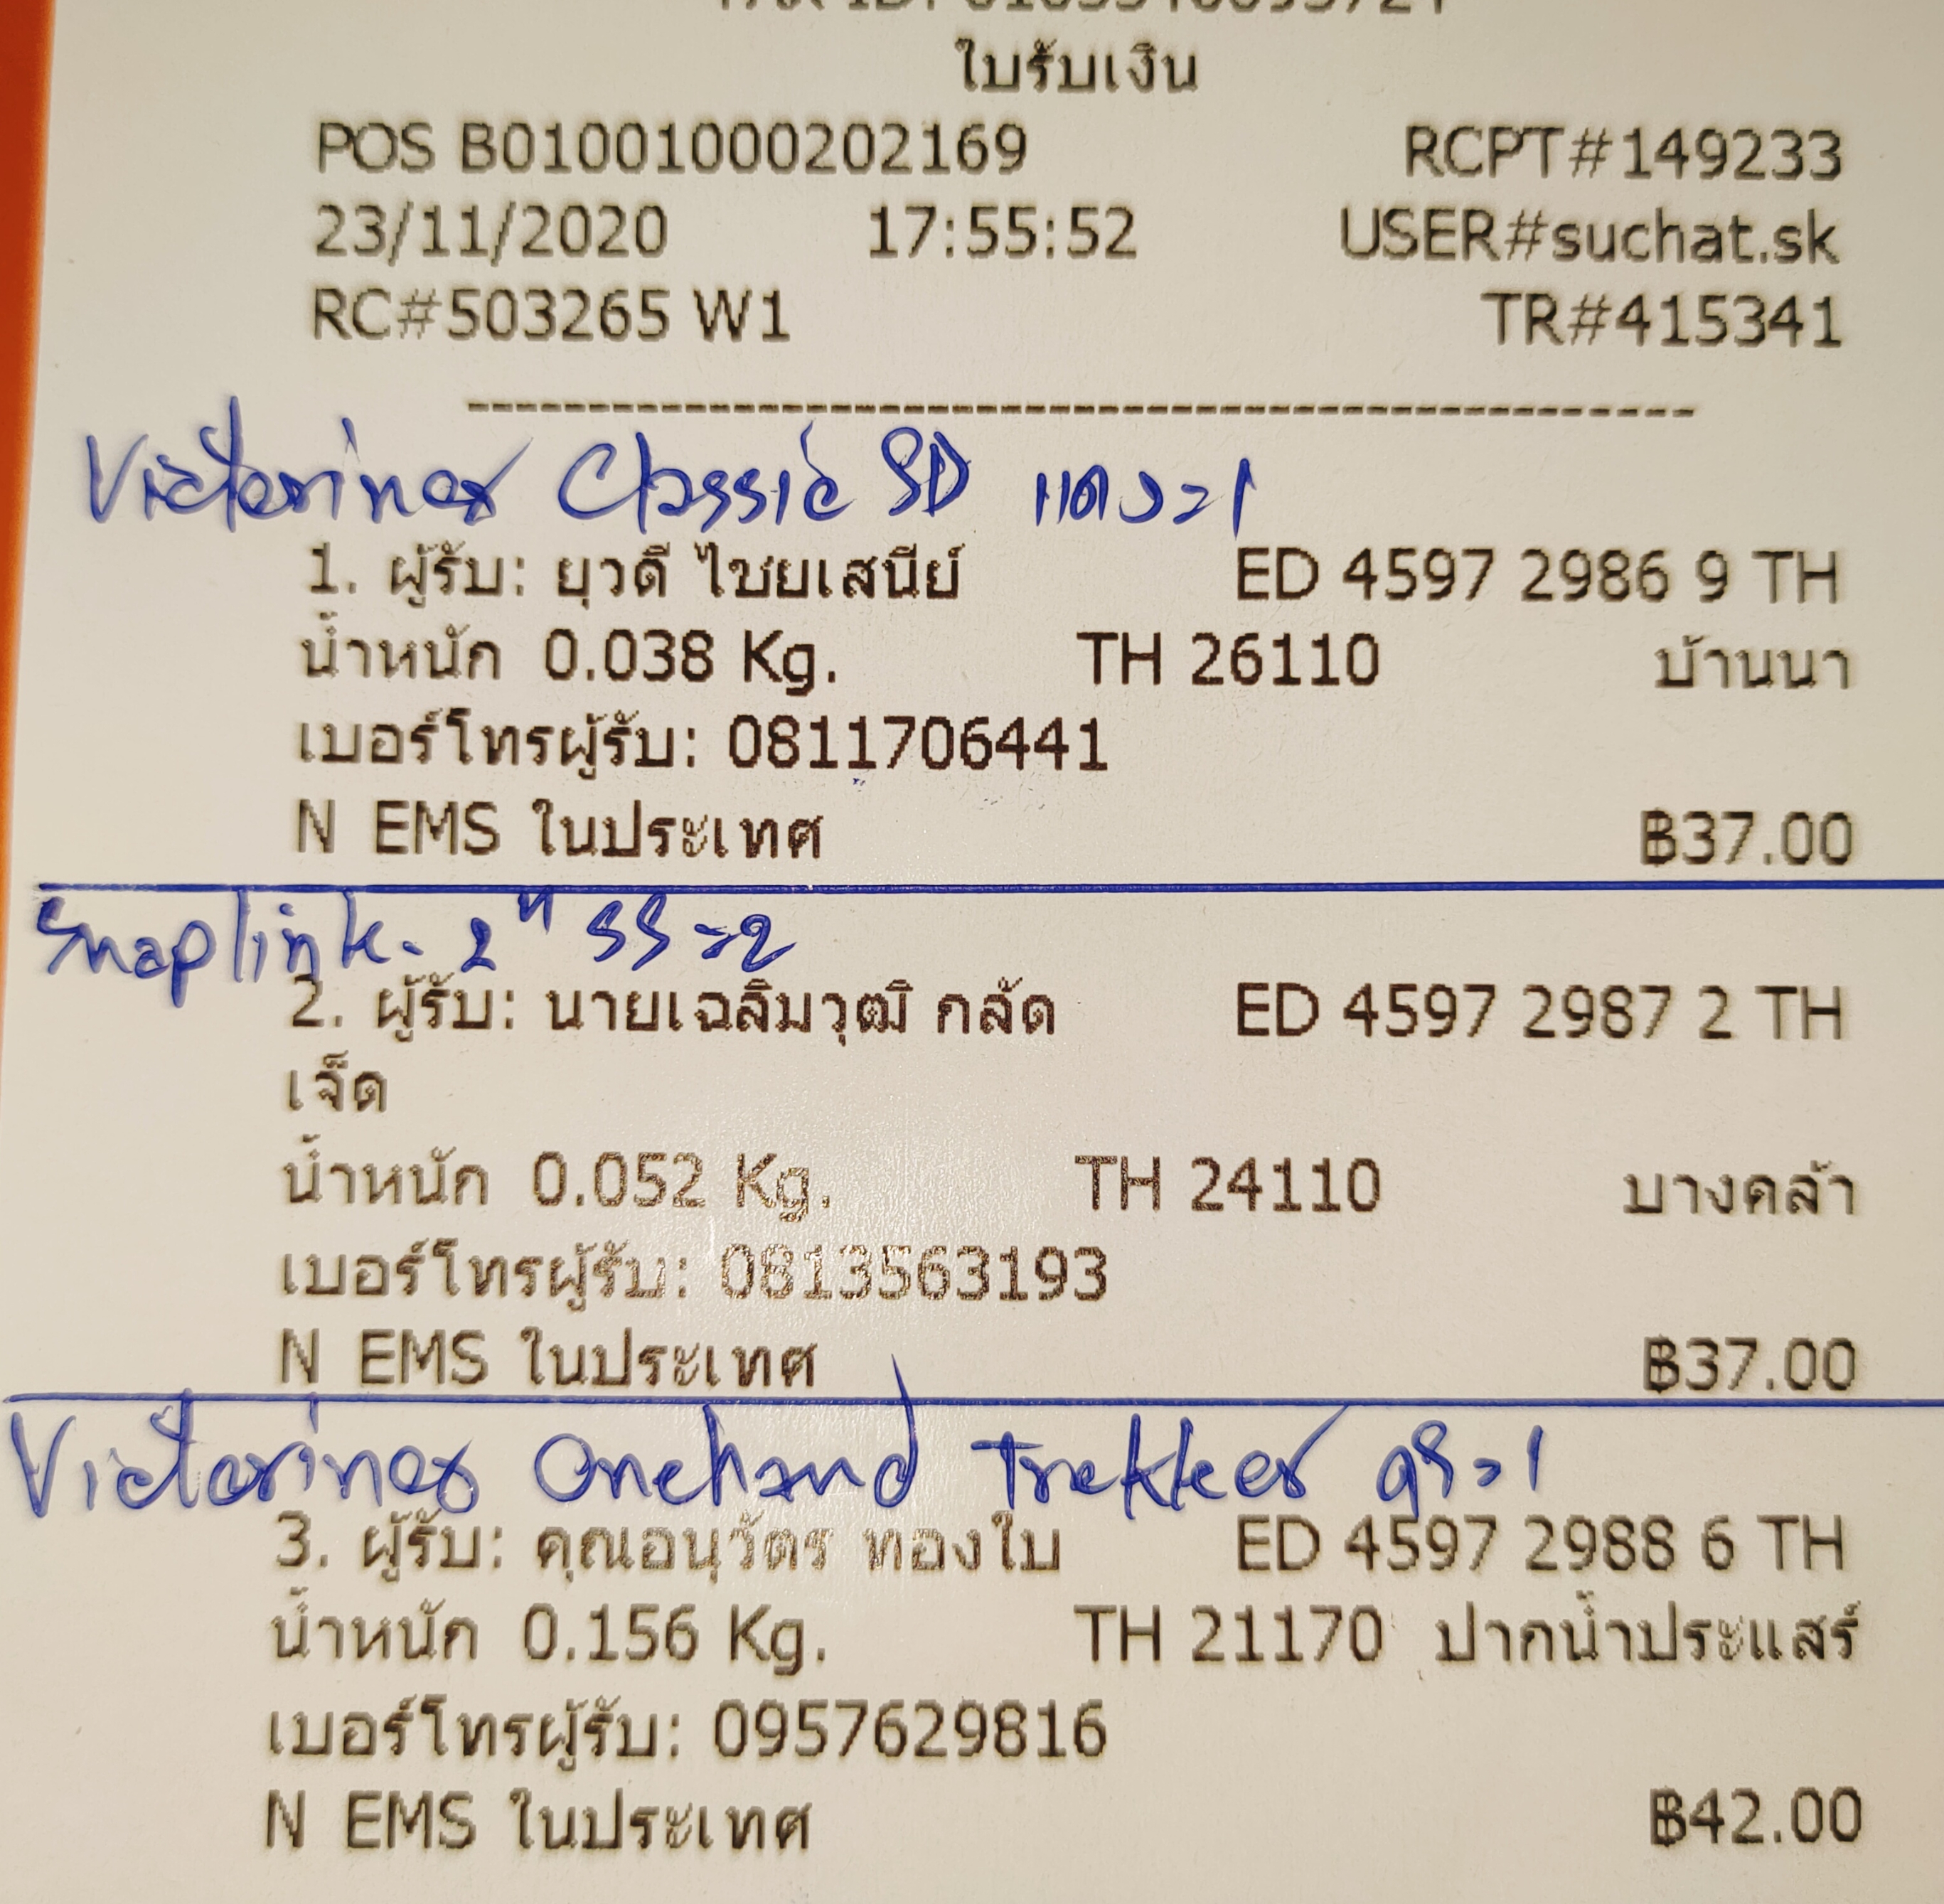 ใบรับเงิน
POS B01001000202169 RCPT#149233
23/11/2020 17:55:52 USER#suchat.sk
RC#503265 W1 TR#415341
--------------------------------------------------
Victorinox Classic SD แดง=1
1. ผู้รับ: ยุวดี ไชยเสนีย์ ED 4597 2986 9 TH
น้ำหนัก 0.038 Kg. TH 26110 บ้านนา
เบอร์โทรผู้รับ: 0811706441
N EMS ในประเทศ ฿37.00
Snaplink. 2" SS=2
2. ผู้รับ: นายเฉลิมวุฒิ กลัด ED 4597 2987 2 TH
เจ็ด
น้ำหนัก 0.052 Kg. TH 24110 บางคล้า
เบอร์โทรผู้รับ: 0813563193
N EMS ในประเทศ ฿37.00
Victorinox Onehand Trekker =1
3. ผู้รับ: คุณอนุวัตร ทองใบ ED 4597 2988 6 TH
น้ำหนัก 0.156 Kg. TH 21170 ปากน้ำประแสร์
เบอร์โทรผู้รับ: 0957629816
N EMS ในประเทศ ฿42.00